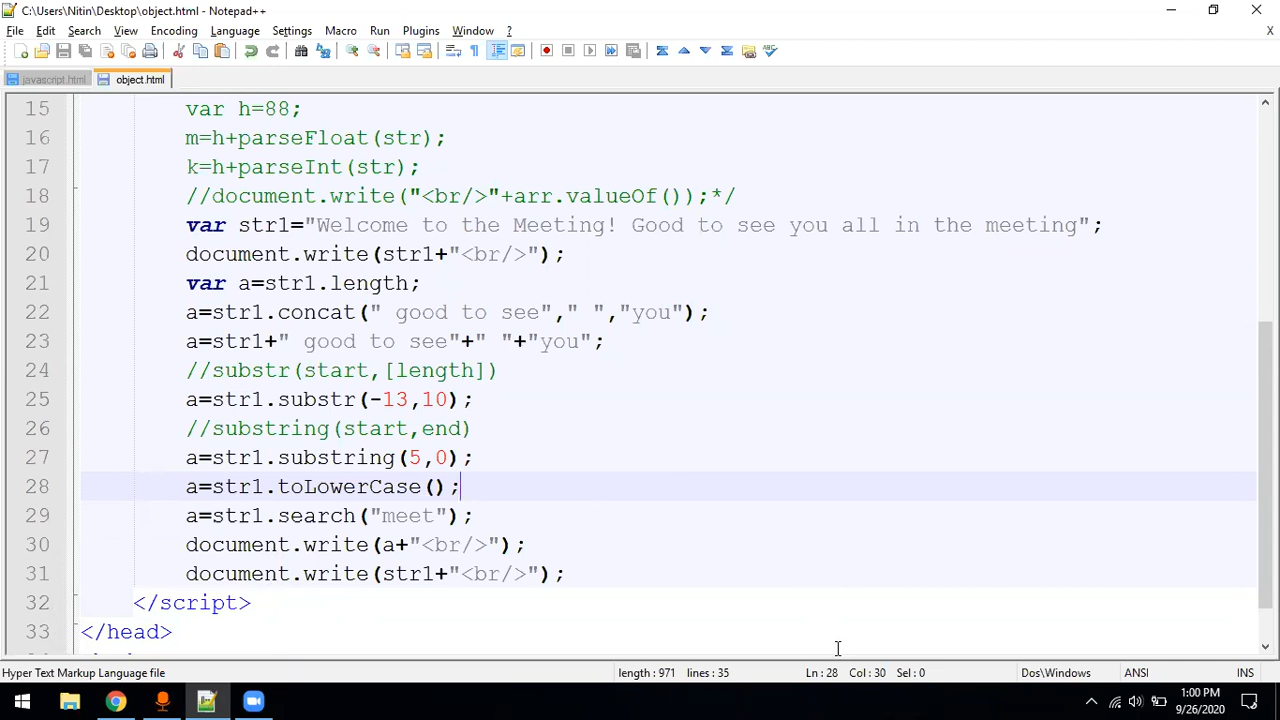 C:\Users\Nitin\Desktop\object.html - Notepad++
File Edit Search View Encoding Language Settings Macro Run Plugins Window ? X
javascript.html object.html
15 var h=88;
16 m=h+parseFloat(str);
17 k=h+parseInt(str);
18 //document.write("<br/>"+arr.valueOf());*/
19 var str1="Welcome to the Meeting! Good to see you all in the meeting";
20 document.write(str1+"<br/>");
21 var a=str1.length;
22 a=str1.concat(" good to see"," ","you");
23 a=str1+" good to see"+" "+"you";
24 //substr(start,[length])
25 a=str1.substr(-13,10);
26 //substring(start,end)
27 a=str1.substring(5,0);
28 a=str1.toLowerCase();
29 a=str1.search("meet");
30 document.write(a+"<br/>");
31 document.write(str1+"<br/>");
32 </script>
33 </head>
Hyper Text Markup Language file length : 971 lines : 35 Ln : 28 Col : 30 Sel : 0 Dos\Windows ANSI INS
1:00 PM
9/26/2020